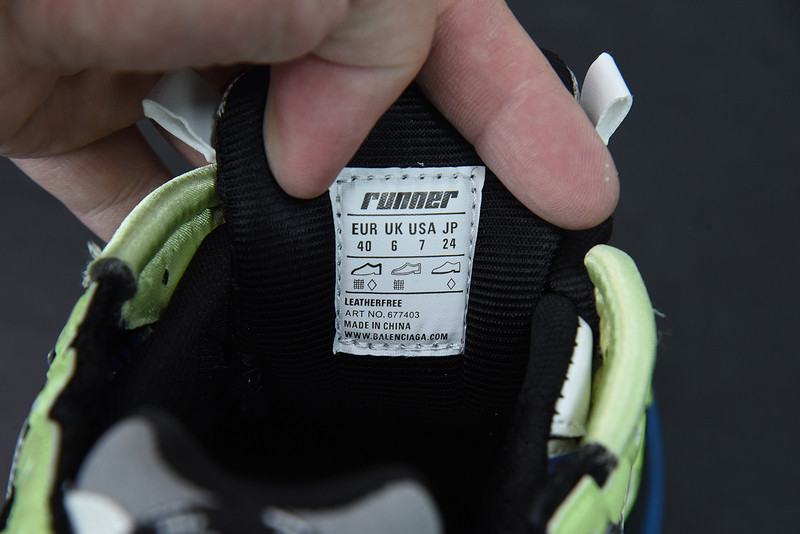 runner
EUR UK USA JP
40 6 7 24
LEATHERFREE
ART NO. 677403
MADE IN CHINA
WWW.BALENCIAGA.COM